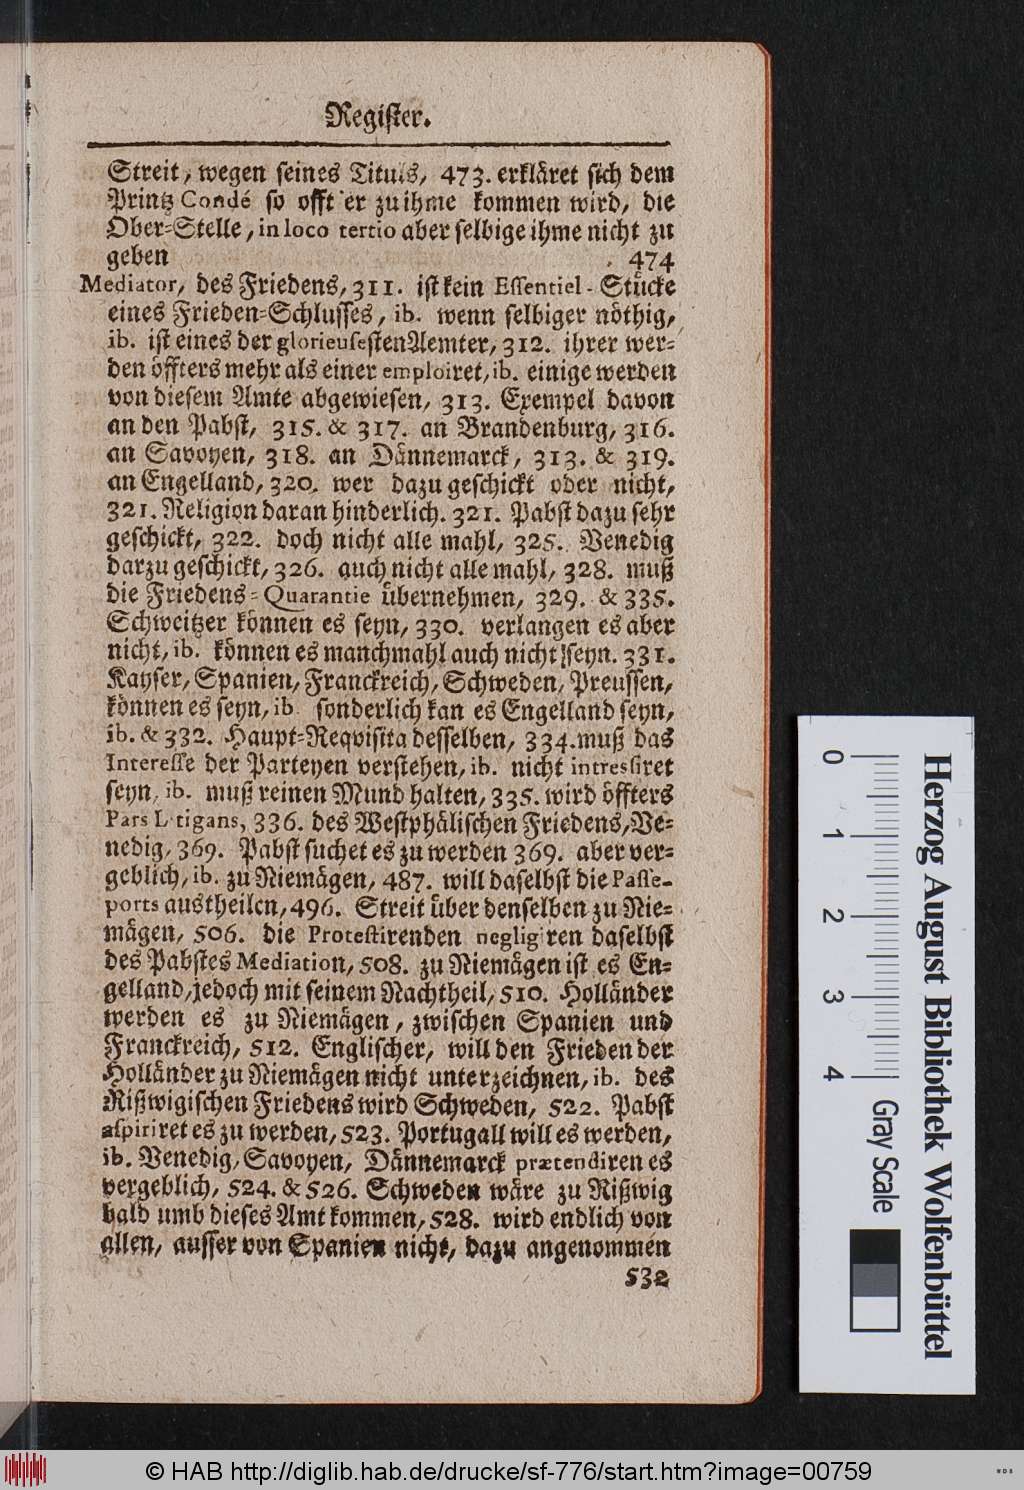 Register.
Streit, wegen seines Tituls, 473. erkläret sich dem
Printz Condé so offt er zu ihme kommen wird, die
Ober-Stelle, in loco tertio aber selbige ihme nicht zu
geben 474
Mediator, des Friedens, 311. ist kein Essentiel-Stücke
eines Frieden-Schlusses, ib. wenn selbiger nöthig,
ib. ist eines der glorieusesten Aemter, 312. ihrer wer-
den öffters mehr als einer emploiret, ib. einige werden
von diesem Amte abgewiesen, 313. Exempel davon
an den Pabst, 315. & 317. an Brandenburg, 316.
an Savoyen, 318. an Dännemarck, 313. & 319.
an Engelland, 320. wer dazu geschickt oder nicht,
321. Religion daran hinderlich. 321. Pabst dazu sehr
geschickt, 322. doch nicht alle mahl, 325. Venedig
darzu geschickt, 326. auch nicht alle mahl, 328. muß
die Friedens-Quarantie übernehmen, 329. & 335.
Schweitzer können es seyn, 330. verlangen es aber
nicht, ib. können es manchmahl auch nicht seyn. 331.
Kayser, Spanien, Franckreich, Schweden, Preussen,
können es seyn, ib. sonderlich kan es Engelland seyn,
ib. & 332. Haupt-Reqvisita desselben, 334. muß das
Interesse der Parteyen verstehen, ib. nicht intressiret
seyn, ib. muß reinen Mund halten, 335. wird öffters
Pars Litigans, 336. des Westphälischen Friedens, Ve-
nedig, 369. Pabst suchet es zu werden 369. aber ver-
geblich, ib. zu Niemägen, 487. will daselbst die Passe-
ports austheilen, 496. Streit über denselben zu Nie-
mägen, 506. die Protestirenden negligiren daselbst
des Pabstes Mediation, 508. zu Niemägen ist es En-
gelland, jedoch mit seinem Nachtheil, 510. Holländer
werden es zu Niemägen, zwischen Spanien und
Franckreich, 512. Englischer, will den Frieden der
Holländer zu Niemägen nicht unterzeichnen, ib. des
Rißwigischen Friedens wird Schweden, 522. Pabst
aspiriret es zu werden, 523. Portugall will es werden,
ib. Venedig, Savoyen, Dännemarck prætendiren es
vergeblich, 524. & 526. Schweden wäre zu Rißwig
bald umb dieses Amt kommen, 528. wird endlich von
allen, ausser von Spanien nicht, dazu angenommen
532
0 1 2 3 4
Gray Scale
Herzog August Bibliothek Wolfenbüttel
© HAB http://diglib.hab.de/drucke/sf-776/start.htm?image=00759